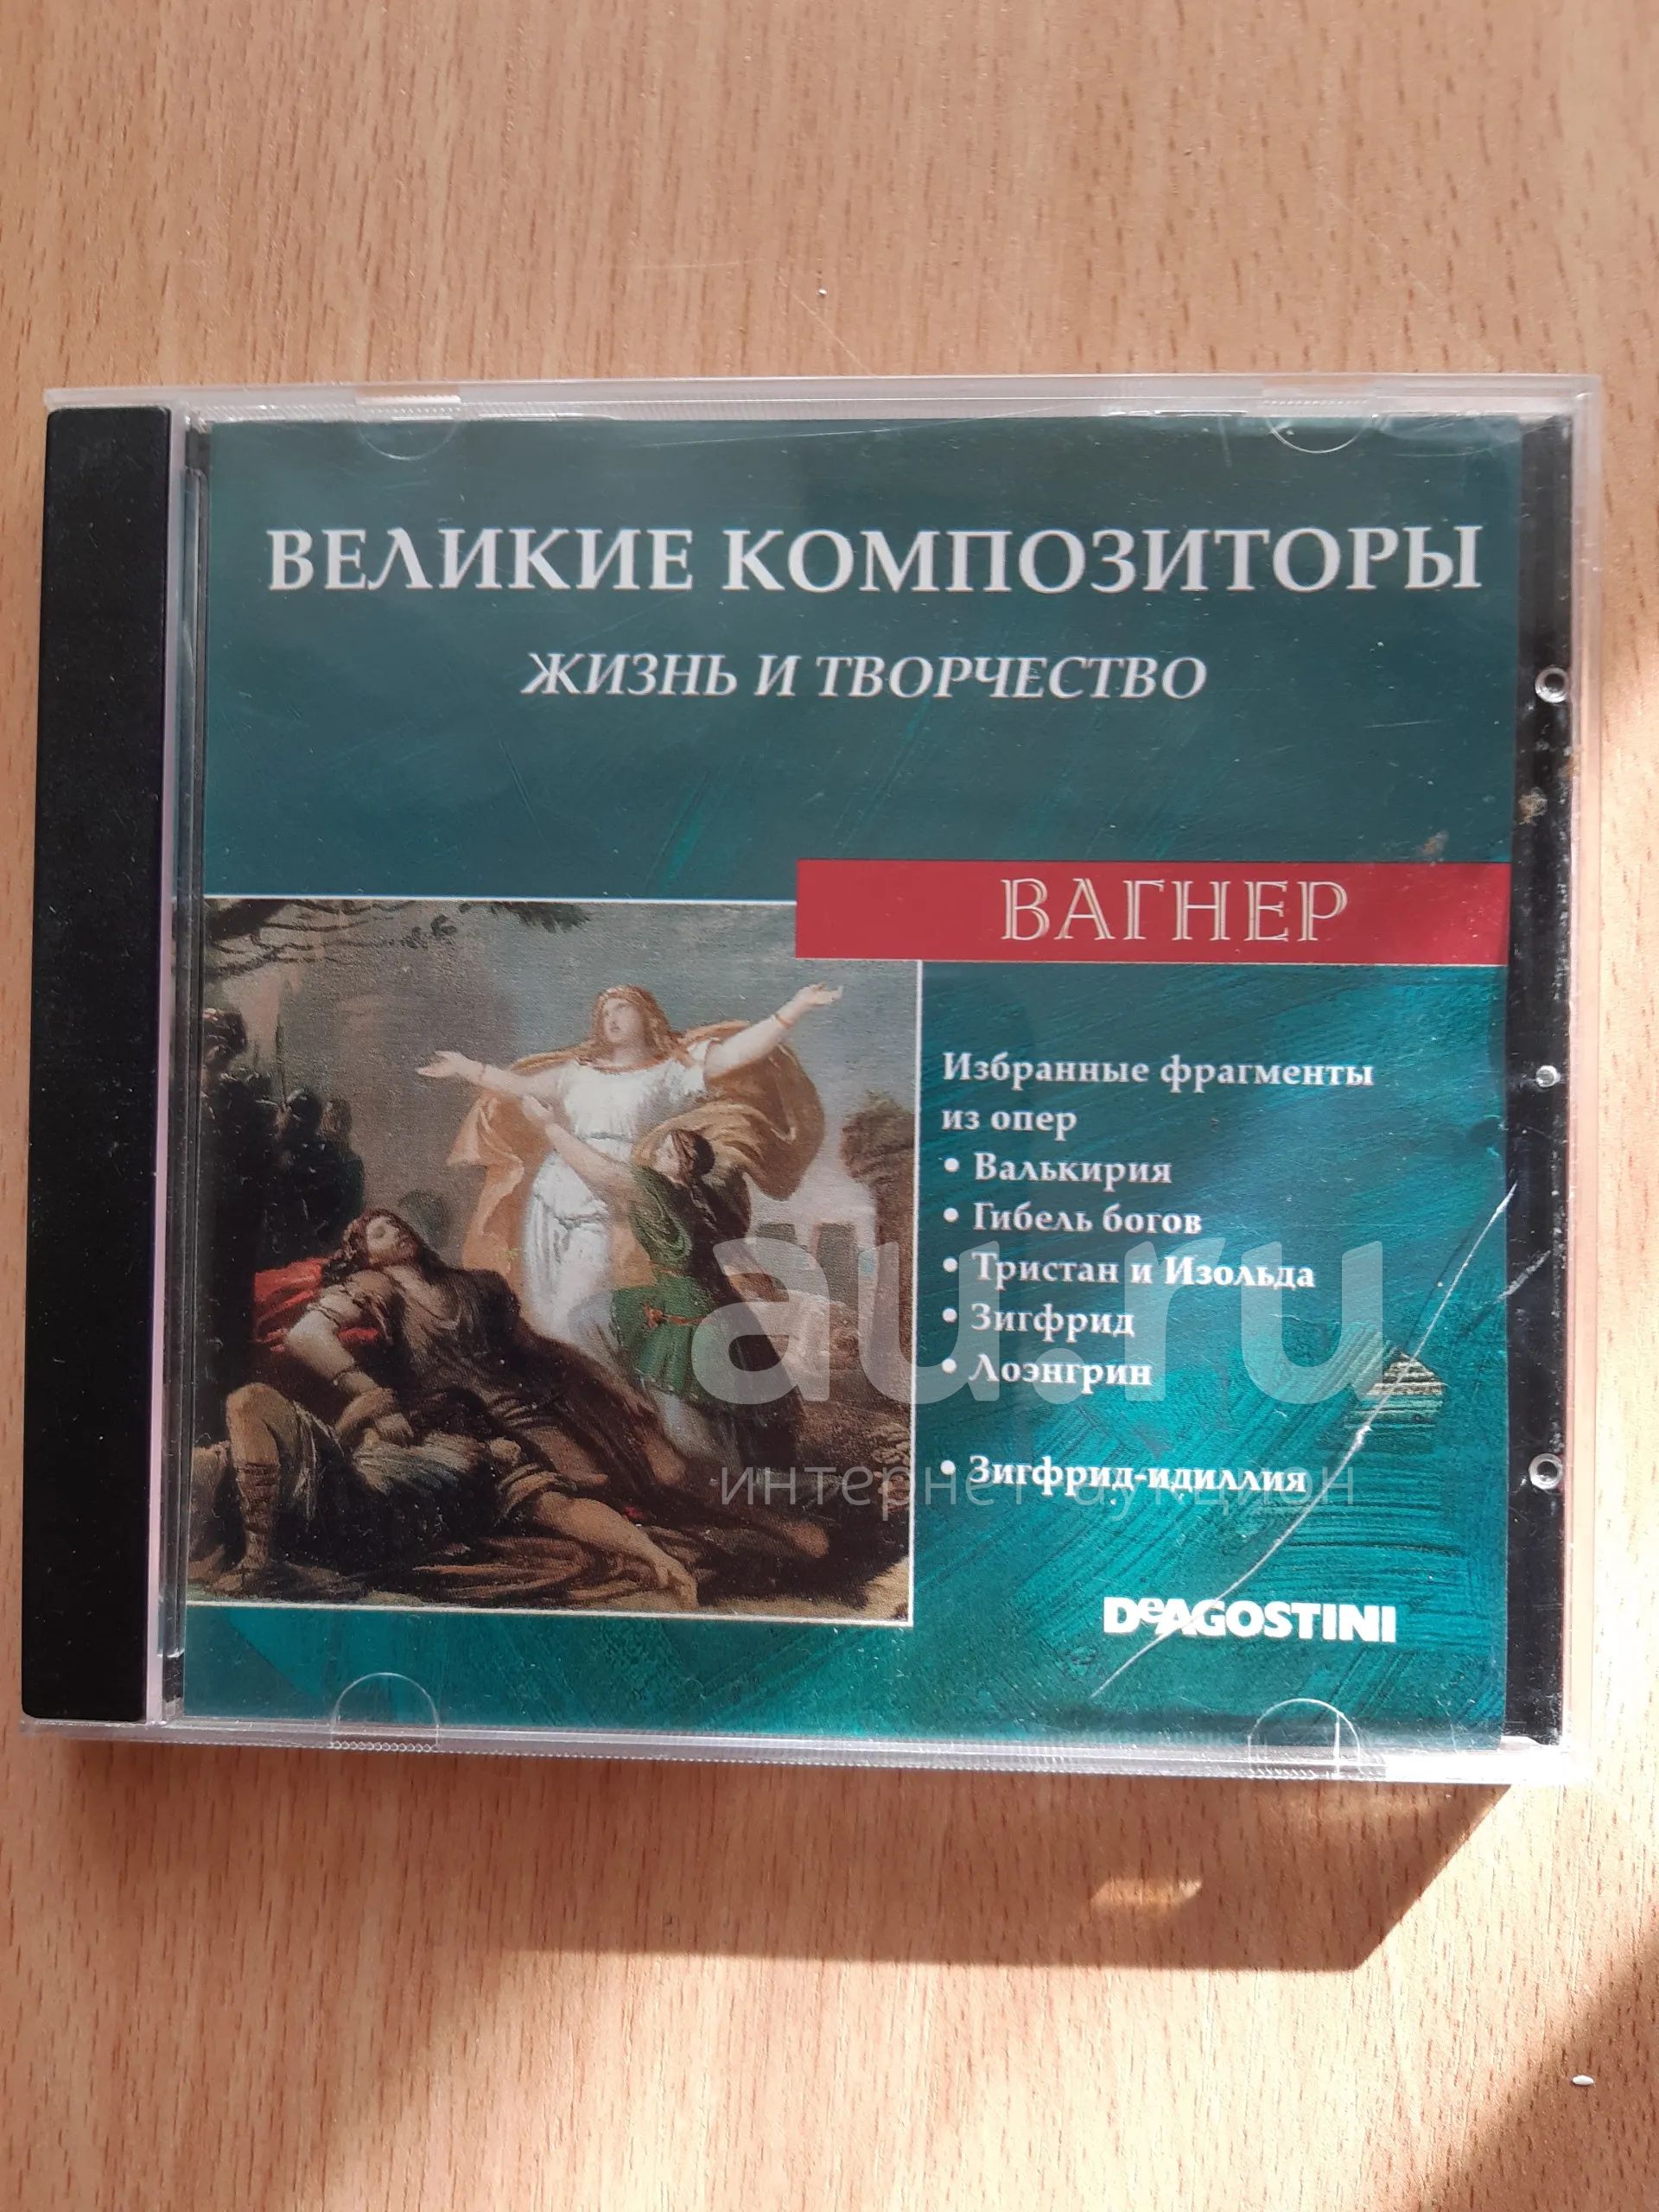 ВЕЛИКИЕ КОМПОЗИТОРЫ
ЖИЗНЬ И ТВОРЧЕСТВО
ВАГНЕР
Избранные фрагменты
из опер
• Валькирия
• Гибель богов
• Тристан и Изольда
• Зигфрид
• Лоэнгрин
• Зигфрид-идиллия
DeAGOSTINI
au.ru
интернет-аукцион